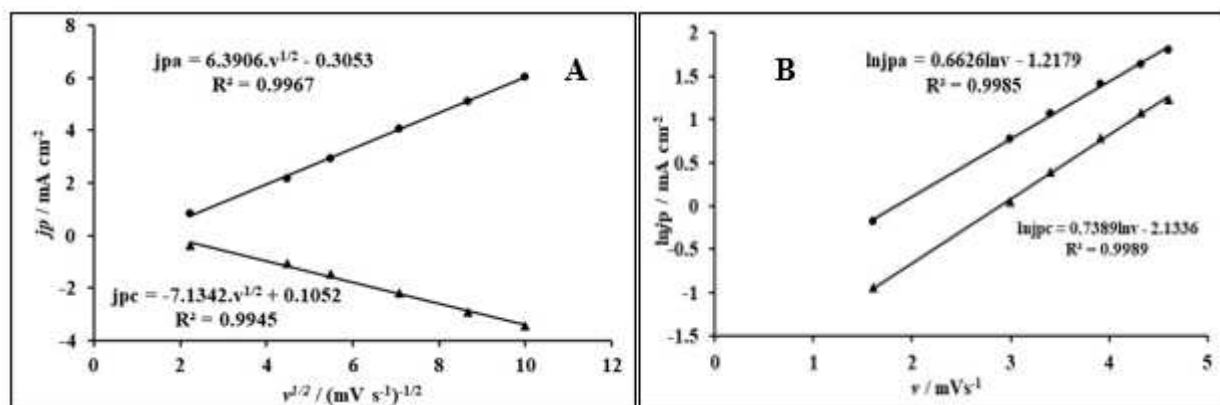 A
jpa = 6.3906.v^1/2 - 0.3053
R² = 0.9967
jpc = -7.1342.v^1/2 + 0.1052
R² = 0.9945
8
6
4
2
0
-2
-4
jp / mA cm⁻²
0 2 4 6 8 10 12
v^1/2 / (mV s⁻¹)^-1/2
B
lnjpa = 0.6626lnv - 1.2179
R² = 0.9985
lnjpc = 0.7389lnv - 2.1336
R² = 0.9989
2
1.5
1
0.5
0
-0.5
-1
-1.5
lnjp / mA cm⁻²
0 1 2 3 4 5
v / mVs⁻¹